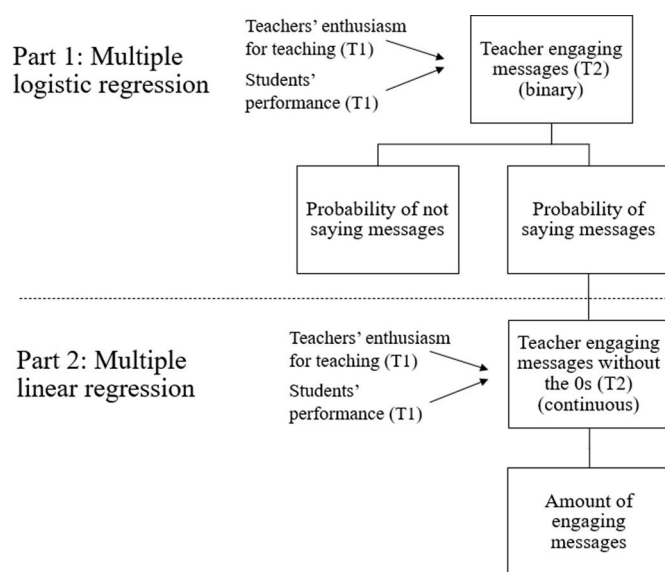 Part 1: Multiple
logistic regression
Teachers’ enthusiasm
for teaching (T1)
Students’
performance (T1)
Teacher engaging
messages (T2)
(binary)
Probability of not
saying messages
Probability of
saying messages
Part 2: Multiple
linear regression
Teachers’ enthusiasm
for teaching (T1)
Students’
performance (T1)
Teacher engaging
messages without
the 0s (T2)
(continuous)
Amount of
engaging
messages